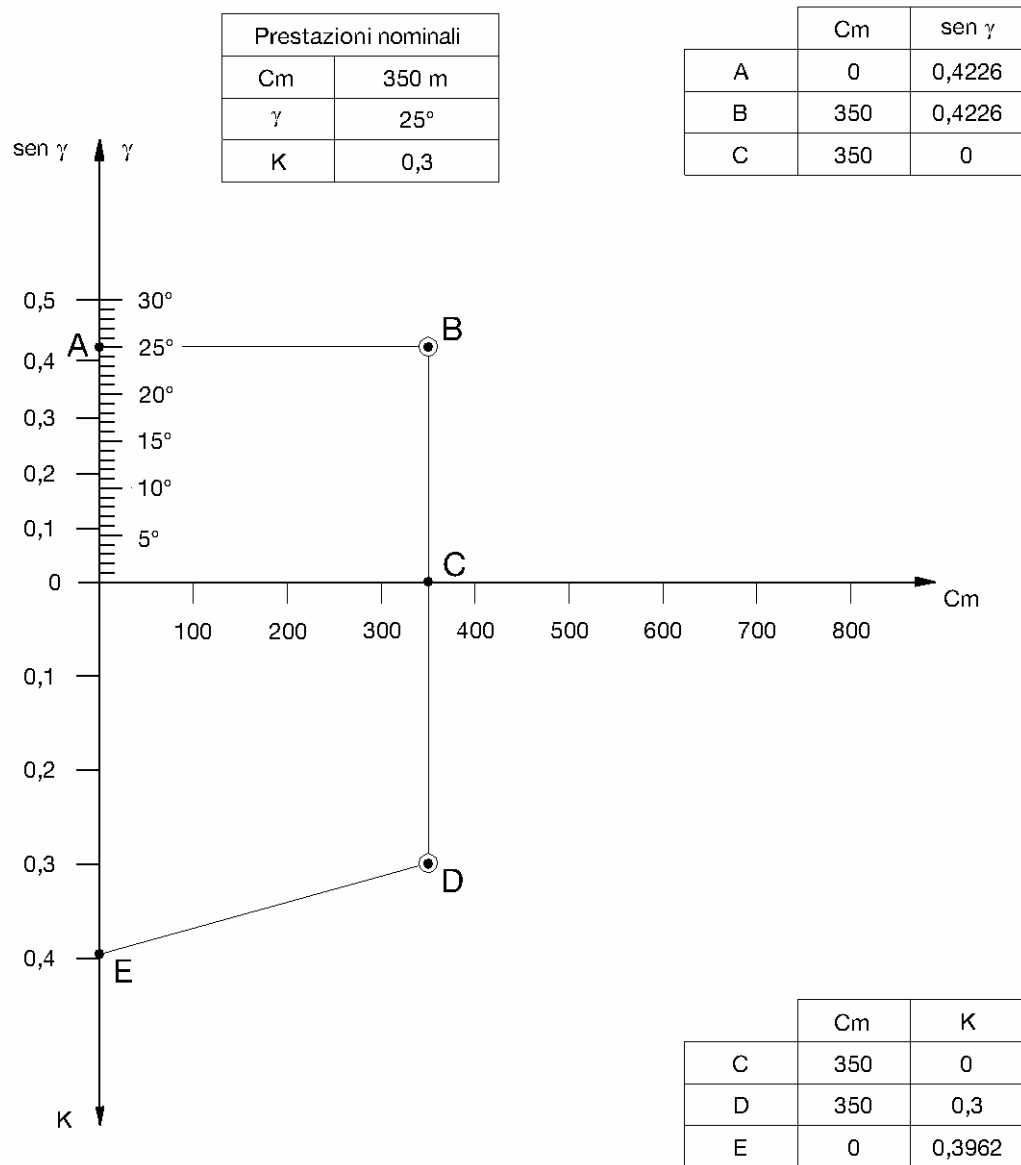 Prestazioni nominali
Cm 350 m
γ 25°
K 0,3
Cm sen γ
A 0 0,4226
B 350 0,4226
C 350 0
sen γ γ
0,5 30°
A 25° B
0,4
20°
0,3
15°
0,2
10°
0,1
5°
C
0
Cm
100 200 300 400 500 600 700 800
0,1
0,2
0,3
D
0,4
E
K
Cm K
C 350 0
D 350 0,3
E 0 0,3962